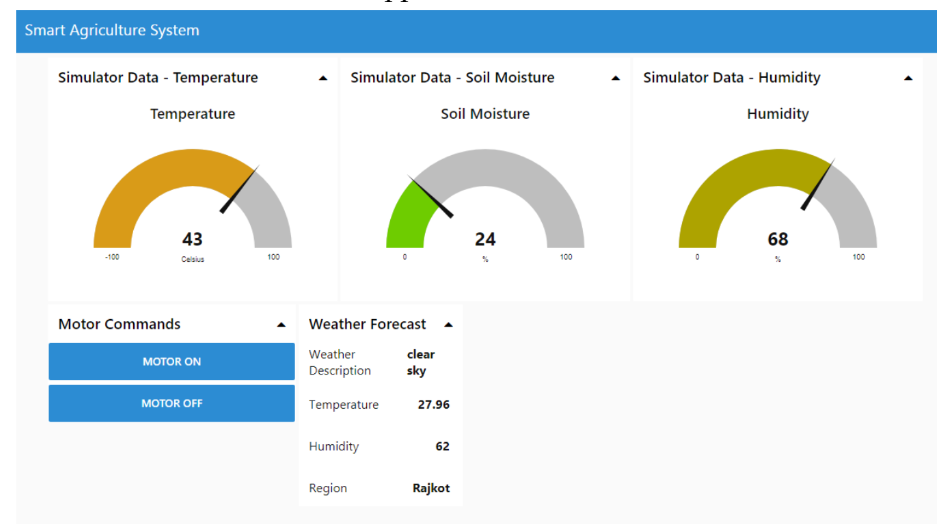 Smart Agriculture System
Simulator Data - Temperature
Temperature
43
Celsius
-100
100
Simulator Data - Soil Moisture
Soil Moisture
24
%
0
100
Simulator Data - Humidity
Humidity
68
%
0
100
Motor Commands
MOTOR ON
MOTOR OFF
Weather Forecast
Weather Description clear sky
Temperature 27.96
Humidity 62
Region Rajkot